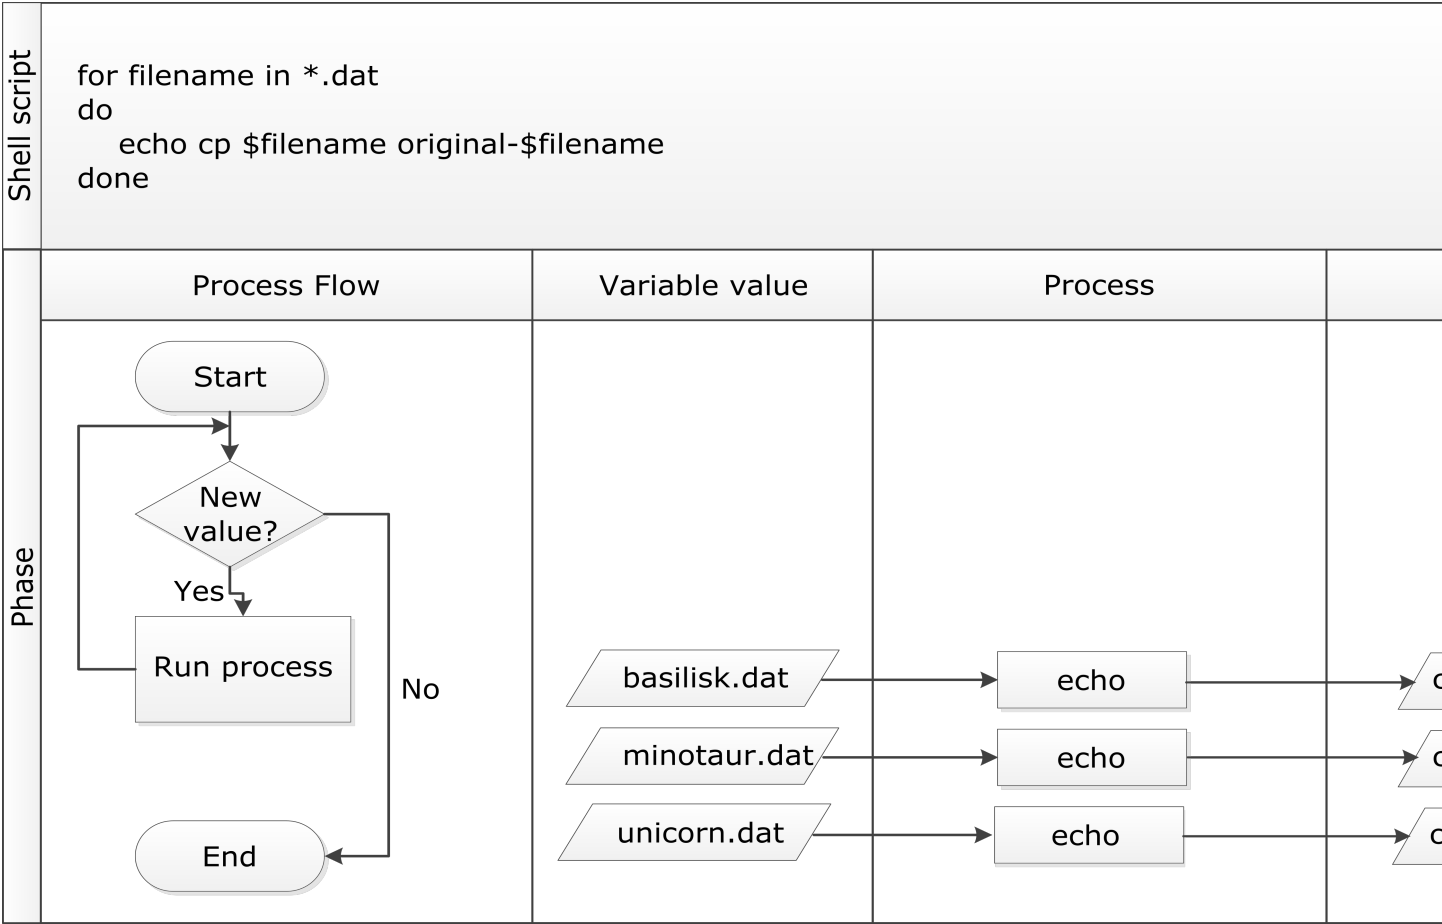 Shell script
for filename in *.dat
do
echo cp $filename original-$filename
done
Phase
Process Flow
Variable value
Process
Start
New
value?
Yes
Run process
No
End
basilisk.dat
echo
minotaur.dat
echo
unicorn.dat
echo